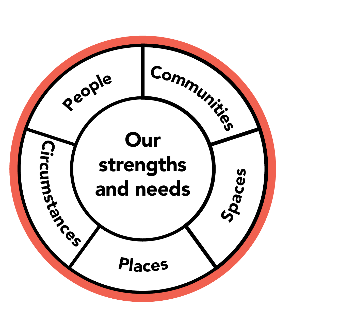 People
Communities
Spaces
Places
Circumstances
Our
strengths
and needs